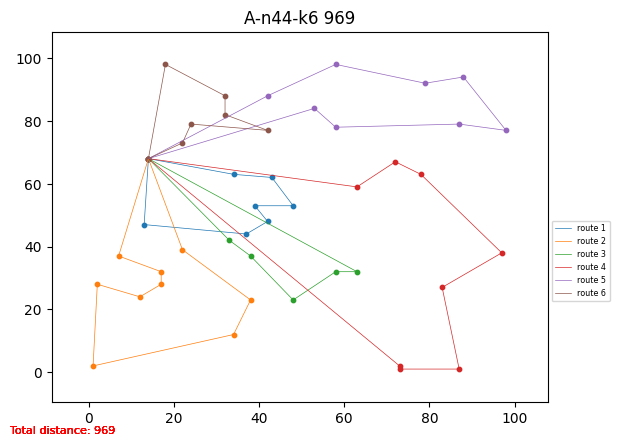 A-n44-k6 969
100
80
60
40
20
0
0 20 40 60 80 100
route 1
route 2
route 3
route 4
route 5
route 6
Total distance: 969